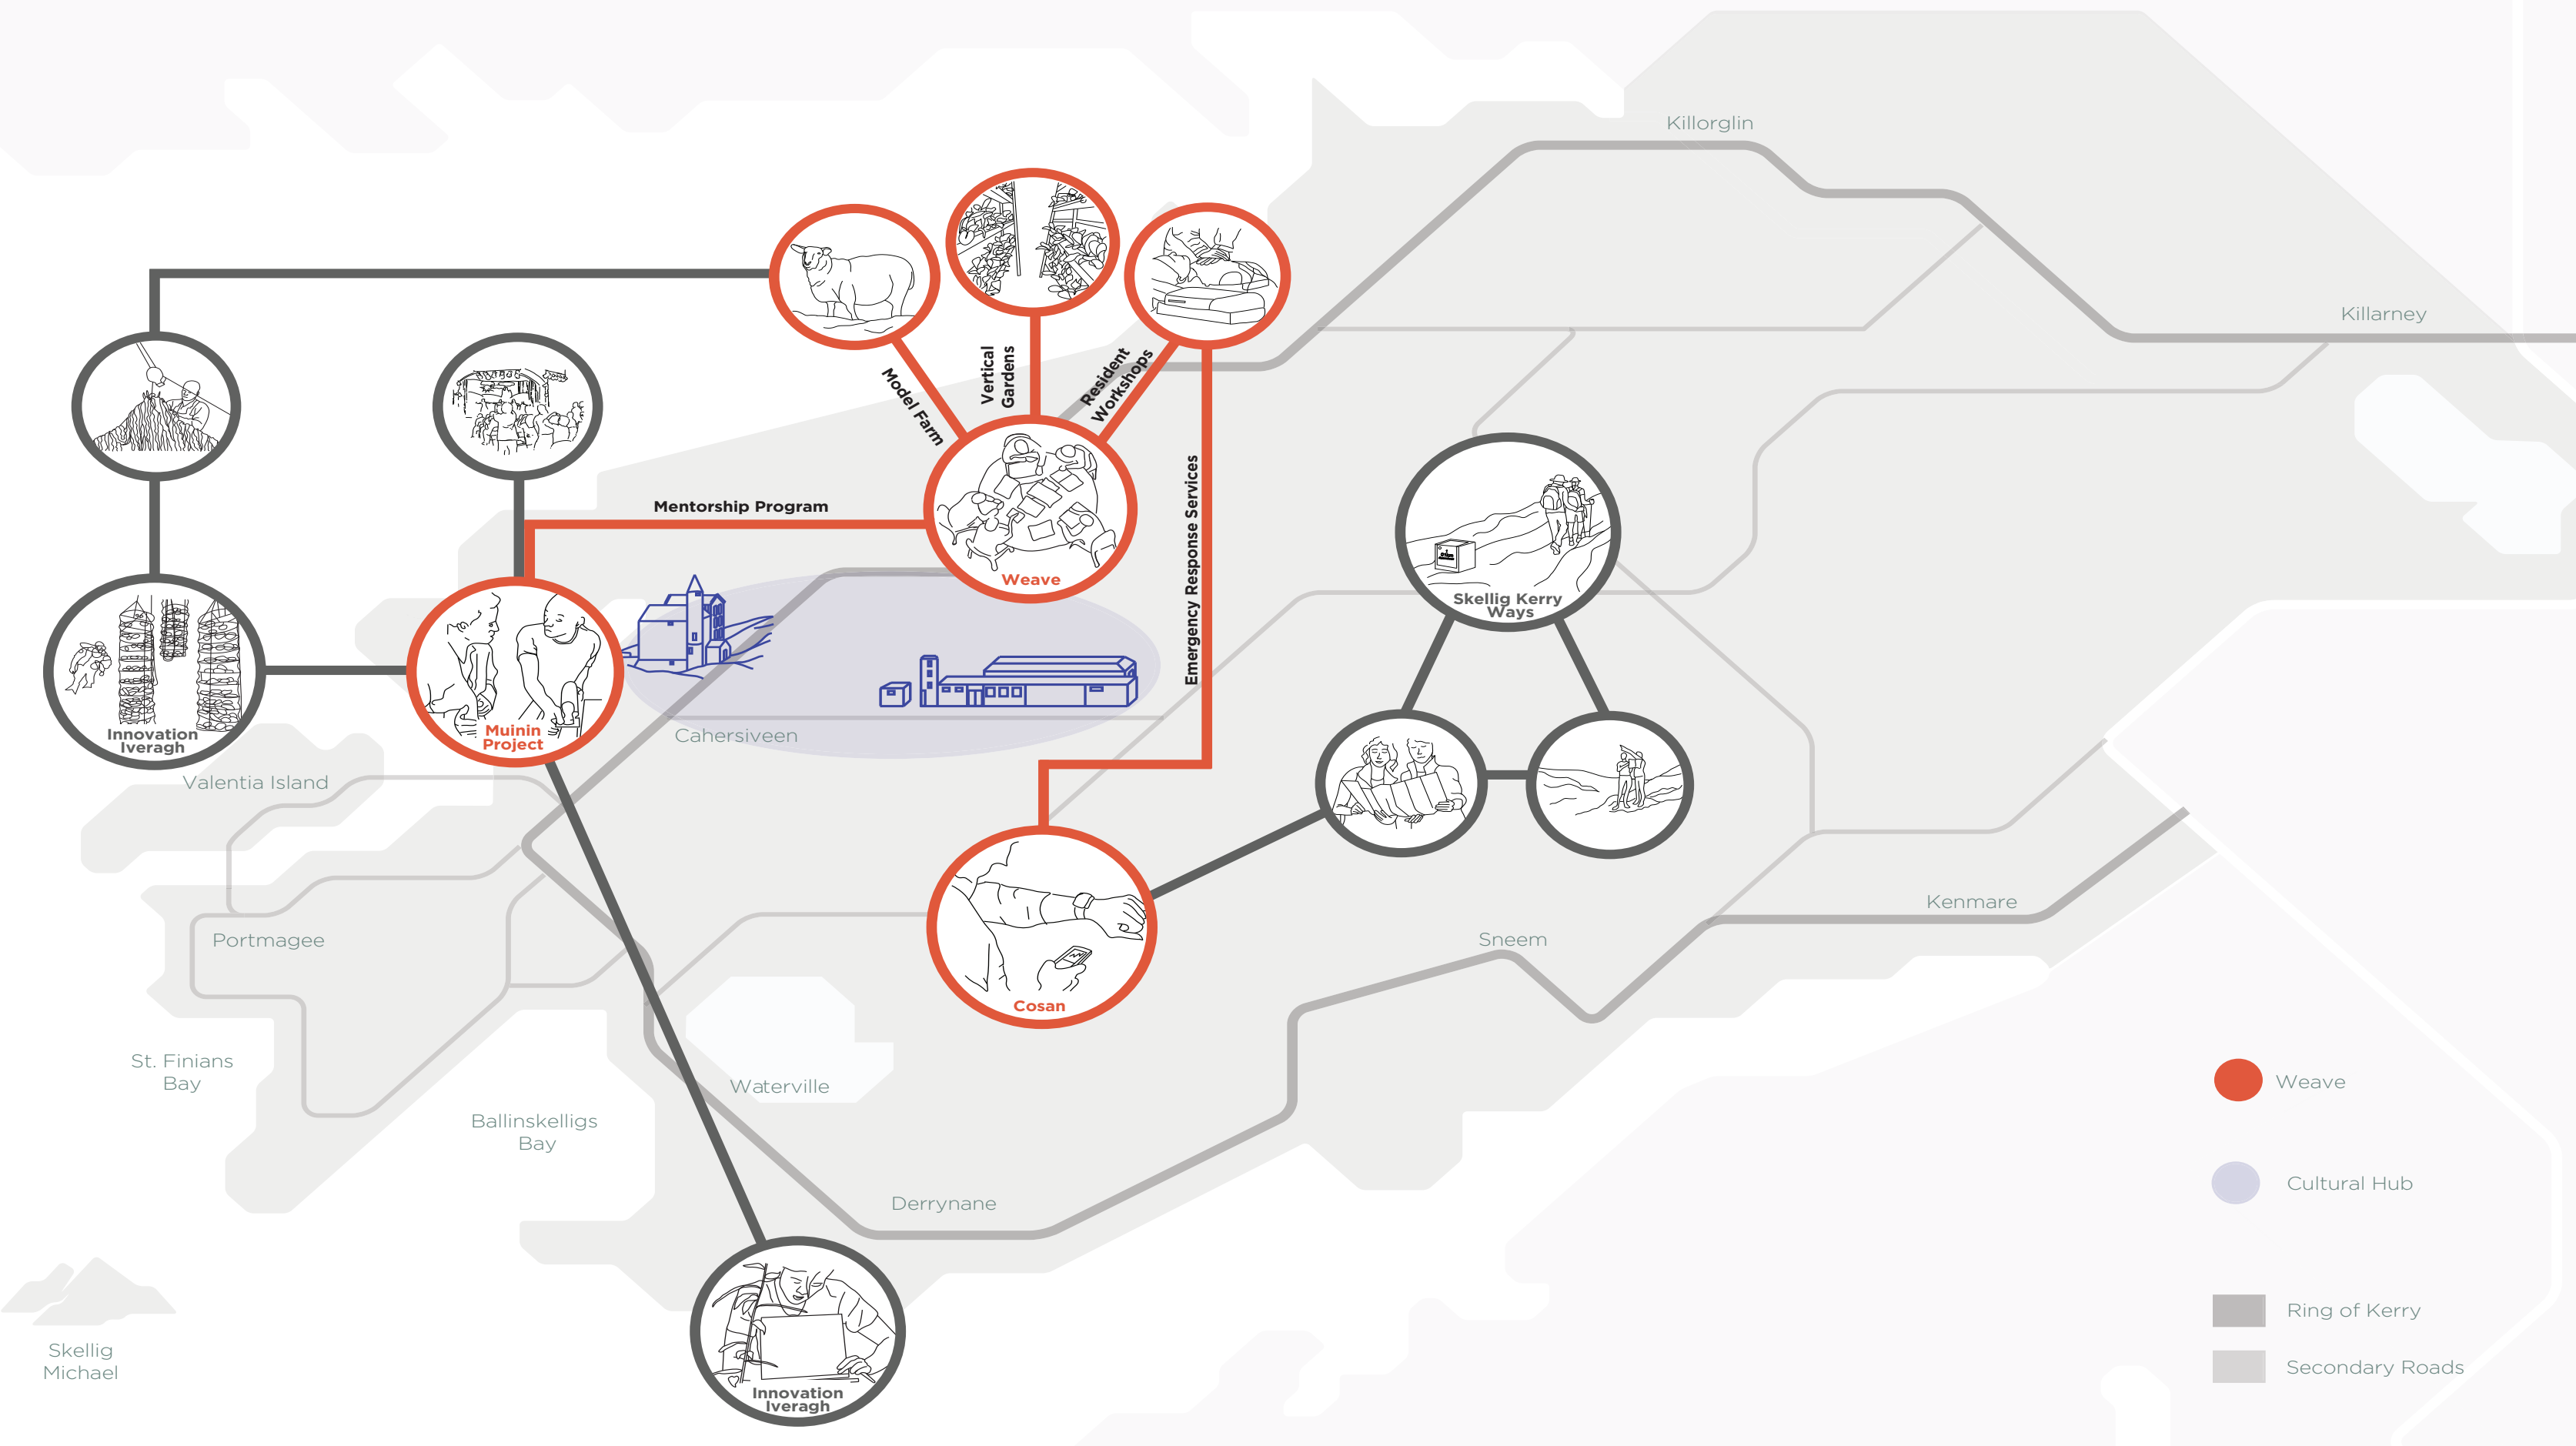 Killorglin
Killarney
Model Farm
Vertical
Gardens
Resident
Workshops
Mentorship Program
Emergency Response Services
Weave
Skellig Kerry
Ways
Innovation
Iveragh
Muinin
Project
Cahersiveen
Valentia Island
Portmagee
Cosan
Kenmare
Sneem
St. Finians
Bay
Waterville
Ballinskelligs
Bay
Derrynane
Skellig
Michael
Innovation
Iveragh
Weave
Cultural Hub
Ring of Kerry
Secondary Roads